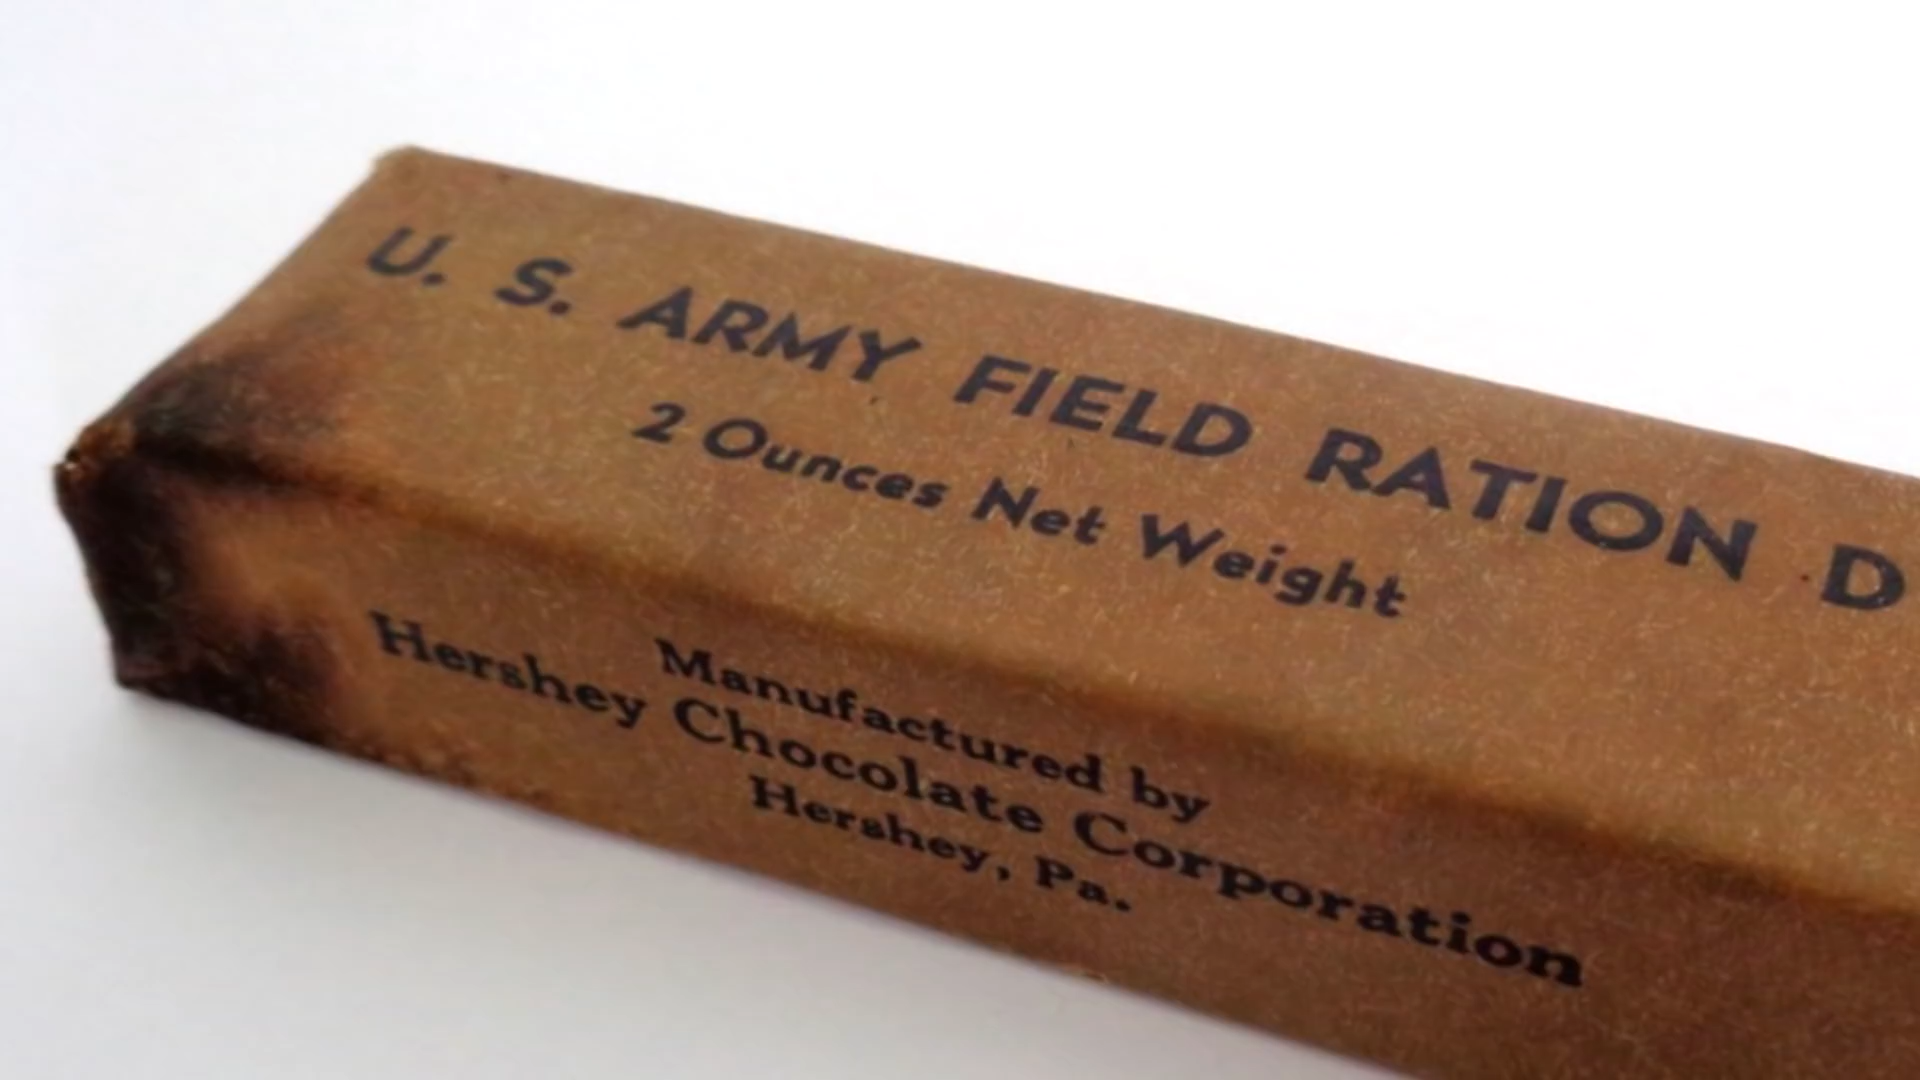 U. S. ARMY FIELD RATION D
2 Ounces Net Weight
Manufactured by
Hershey Chocolate Corporation
Hershey, Pa.